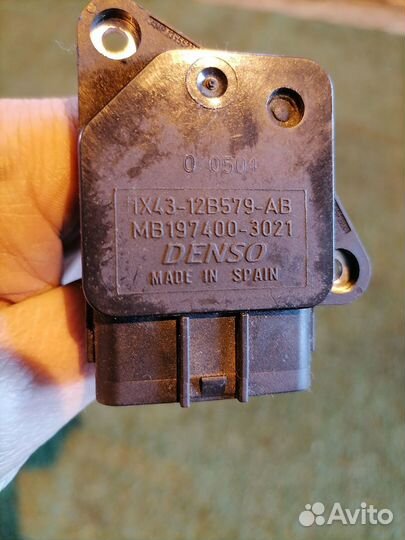 0 0504
1X43-12B579-AB
MB197400-3021
DENSO
MADE IN SPAIN
Avito